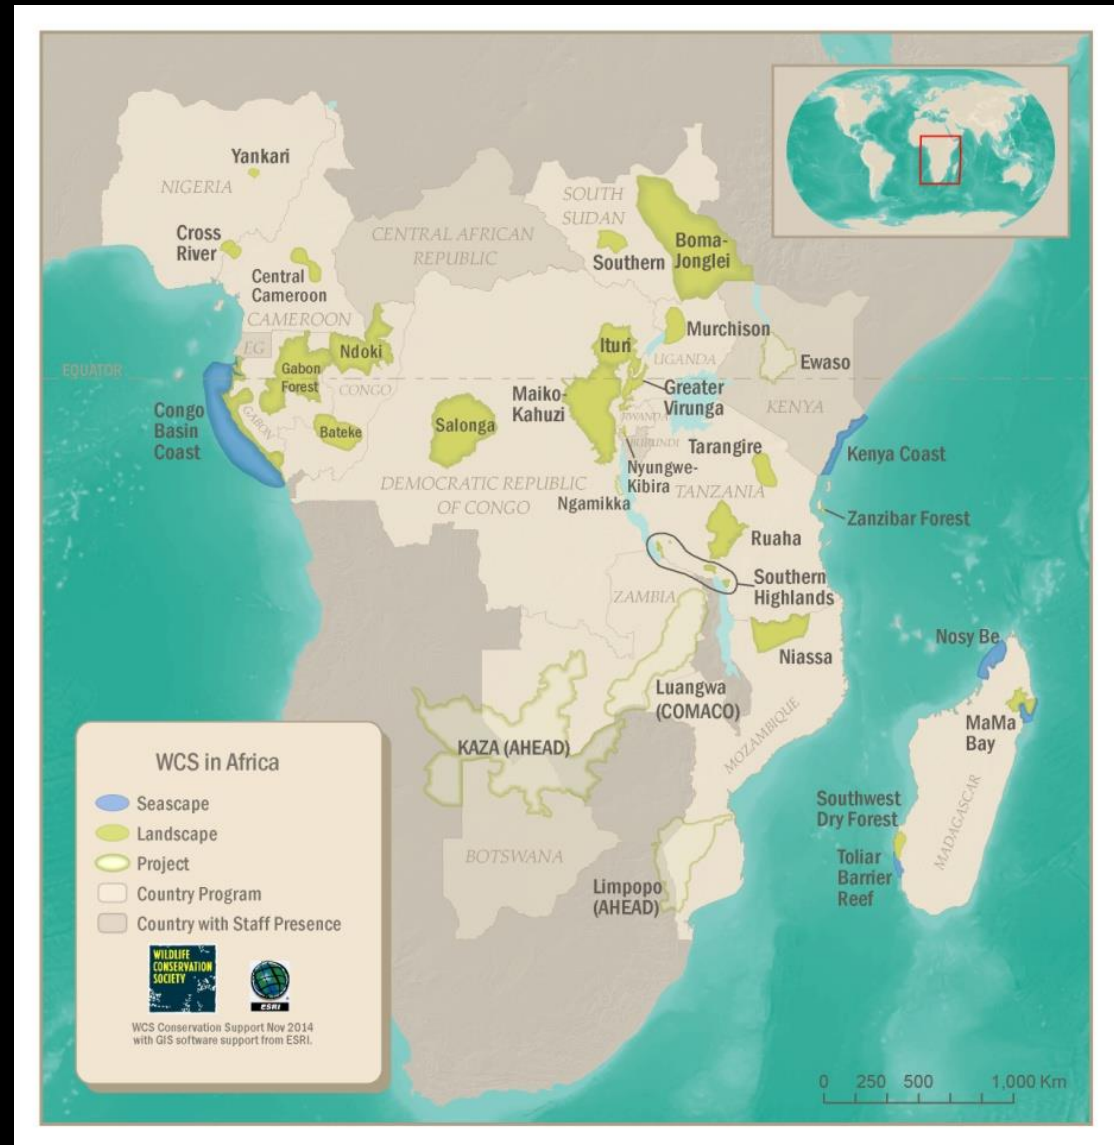 Yankari
NIGERIA
Cross
River
Central
Cameroon
CAMEROON
EG
CENTRAL AFRICAN
REPUBLIC
SOUTH
SUDAN
Southern
Boma-
Jonglei
Murchison
UGANDA
Ewaso
KENYA
Ituri
Greater
Virunga
Maiko-
Kahuzi
RWANDA
BURUNDI
Nyungwe-
Kibira
Ngamikka
EQUATOR
Ndoki
Gabon
Forest
CONGO
GABON
Bateke
Congo
Basin
Coast
Salonga
DEMOCRATIC REPUBLIC
OF CONGO
Tarangire
TANZANIA
Kenya Coast
Zanzibar Forest
Ruaha
Southern
Highlands
ZAMBIA
Niassa
Luangwa
(COMACO)
MOZAMBIQUE
KAZA (AHEAD)
BOTSWANA
Limpopo
(AHEAD)
Nosy Be
MaMa
Bay
MADAGASCAR
Southwest
Dry Forest
Toliar
Barrier
Reef
WCS in Africa
Seascape
Landscape
Project
Country Program
Country with Staff Presence
WILDLIFE
CONSERVATION
SOCIETY
ESRI
WCS Conservation Support Nov 2014
with GIS software support from ESRI.
0 250 500 1,000 Km